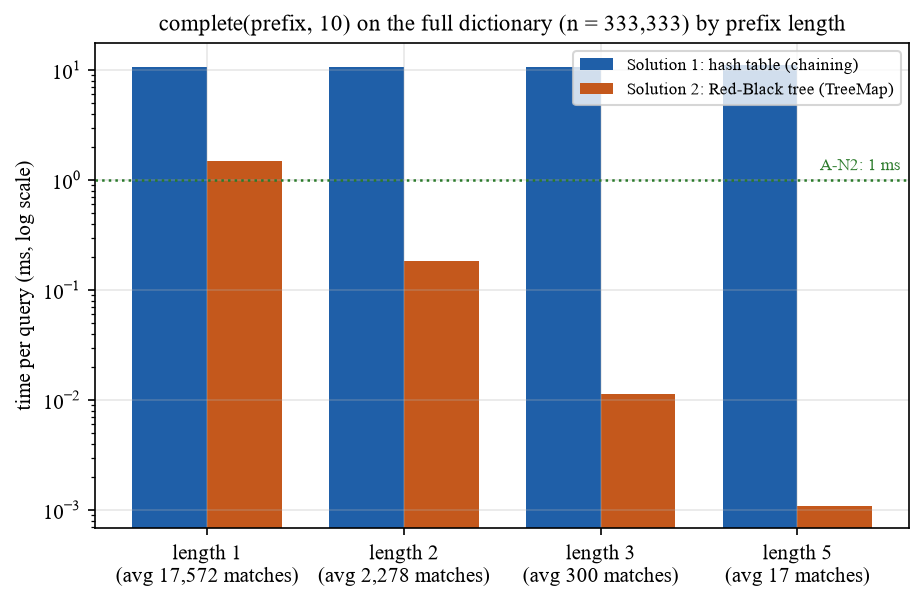 complete(prefix, 10) on the full dictionary (n = 333,333) by prefix length
Solution 1: hash table (chaining)
Solution 2: Red-Black tree (TreeMap)
A-N2: 1 ms
time per query (ms, log scale)
10¹
10⁰
10⁻¹
10⁻²
10⁻³
length 1
(avg 17,572 matches)
length 2
(avg 2,278 matches)
length 3
(avg 300 matches)
length 5
(avg 17 matches)